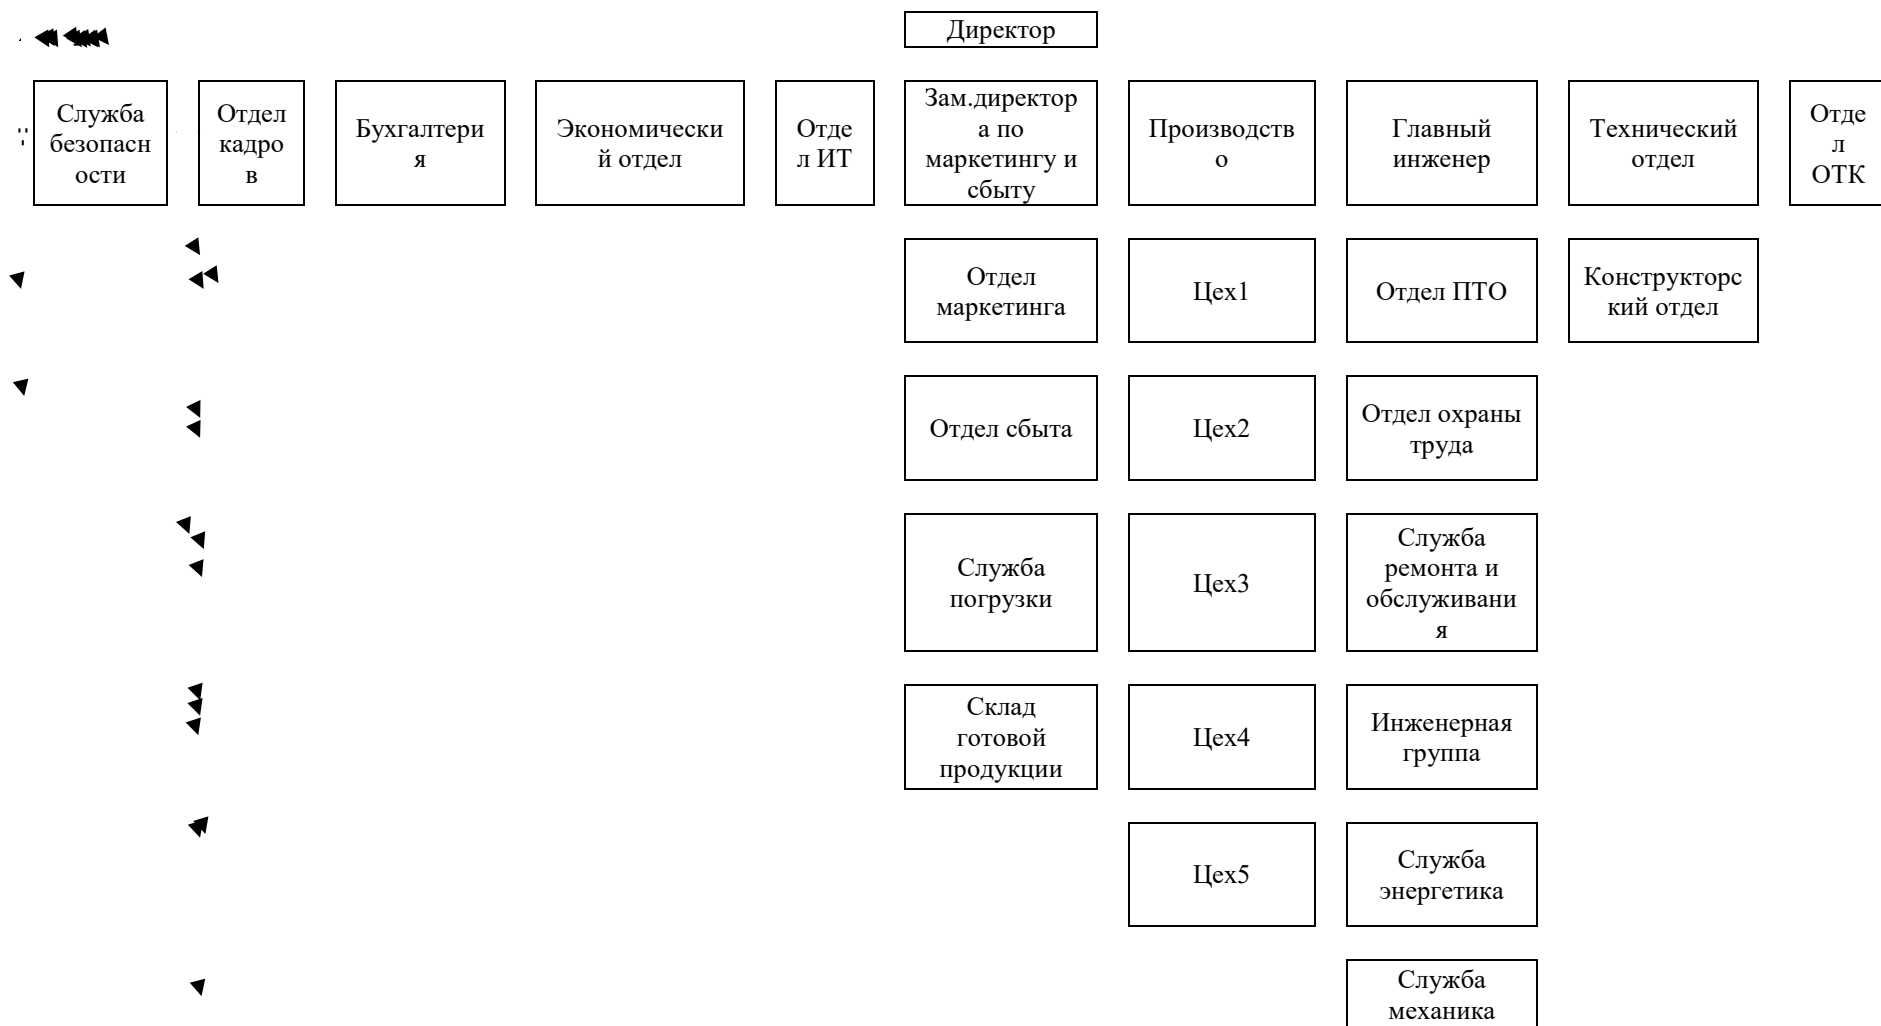 Директор
Служба
безопасн
ости
Отдел
кадро
в
Бухгалтери
я
Экономически
й отдел
Отде
л ИТ
Зам.директор
а по
маркетингу и
сбыту
Производств
о
Главный
инженер
Технический
отдел
Отде
л
ОТК
Отдел
маркетинга
Цех1
Отдел ПТО
Конструкторс
кий отдел
Отдел сбыта
Цех2
Отдел охраны
труда
Служба
погрузки
Цех3
Служба
ремонта и
обслуживани
я
Склад
готовой
продукции
Цех4
Инженерная
группа
Цех5
Служба
энергетика
Служба
механика